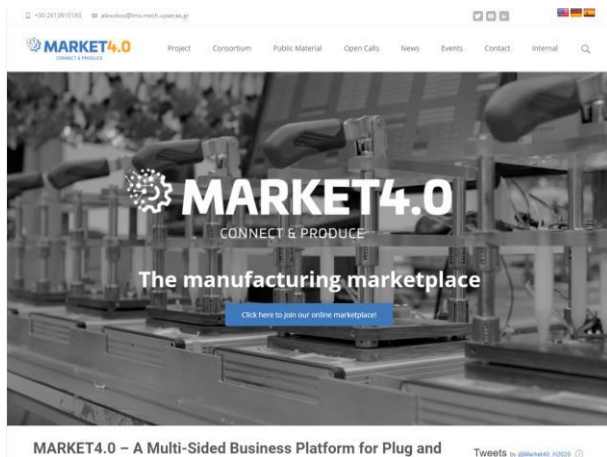 +30-2610910160
MARKET4.0
CONNECT & PRODUCE
Project Consortium Public Material Open Calls News Events Contact Internal
MARKET4.0
CONNECT & PRODUCE
The manufacturing marketplace
Click here to join our online marketplace!
MARKET4.0 – A Multi-Sided Business Platform for Plug and
Tweets by @Market40_H2020